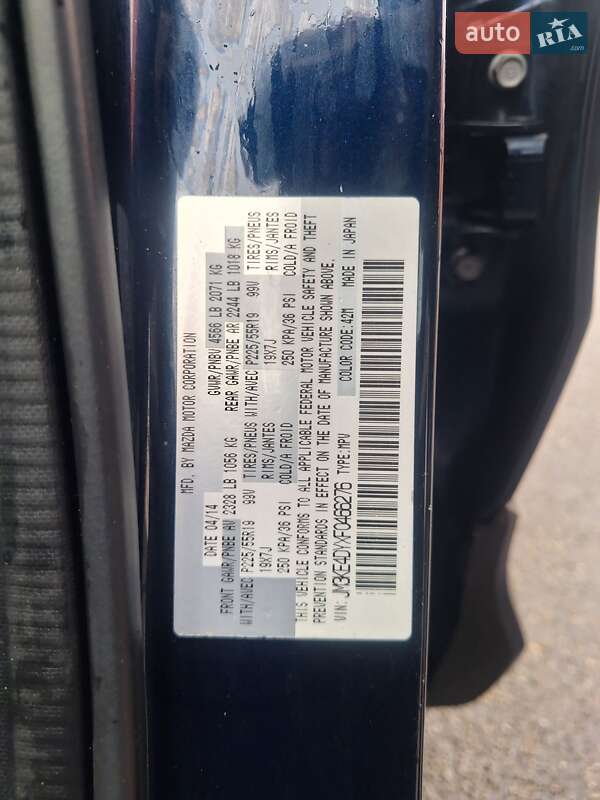 auto RIA
.com
MFD. BY MAZDA MOTOR CORPORATION
DATE 04/14 GVWR/PNBV 4566 LB 2071 KG
FRONT GAWR/PNBE AV 2328 LB 1056 KG REAR GAWR/PNBE AR 2244 LB 1018 KG
WITH/AVEC P225/55R19 99V TIRES/PNEUS WITH/AVEC P225/55R19 99V TIRES/PNEUS
19X7J RIMS/JANTES 19X7J RIMS/JANTES
250 KPA/36 PSI COLD/A FROID 250 KPA/36 PSI COLD/A FROID
THIS VEHICLE CONFORMS TO ALL APPLICABLE FEDERAL MOTOR VEHICLE SAFETY AND THEFT
PREVENTION STANDARDS IN EFFECT ON THE DATE OF MANUFACTURE SHOWN ABOVE.
VIN: JM3KE4DYXF0466276 TYPE:MPV COLOR CODE:42M MADE IN JAPAN